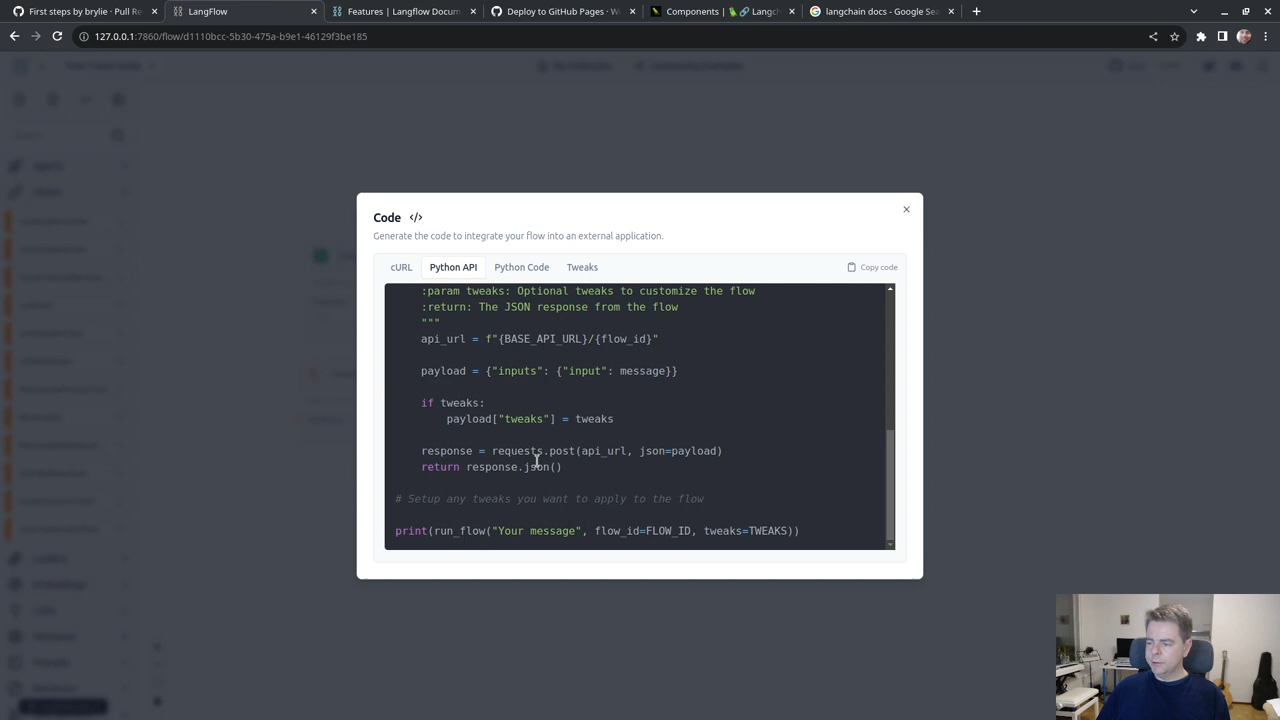 First steps by brylie · Pull Re
LangFlow
Features | Langflow Docum
Deploy to GitHub Pages · W
Components | 🦜️🔗 Langch
langchain docs - Google Sea
127.0.0.1:7860/flow/d1110bcc-5b30-475a-b9e1-46129f3be185
Code </>
Generate the code to integrate your flow into an external application.
cURL
Python API
Python Code
Tweaks
Copy code
:param tweaks: Optional tweaks to customize the flow
:return: The JSON response from the flow
"""
api_url = f"{BASE_API_URL}/{flow_id}"
payload = {"inputs": {"input": message}}
if tweaks:
payload["tweaks"] = tweaks
response = requests.post(api_url, json=payload)
return response.json()
# Setup any tweaks you want to apply to the flow
print(run_flow("Your message", flow_id=FLOW_ID, tweaks=TWEAKS))